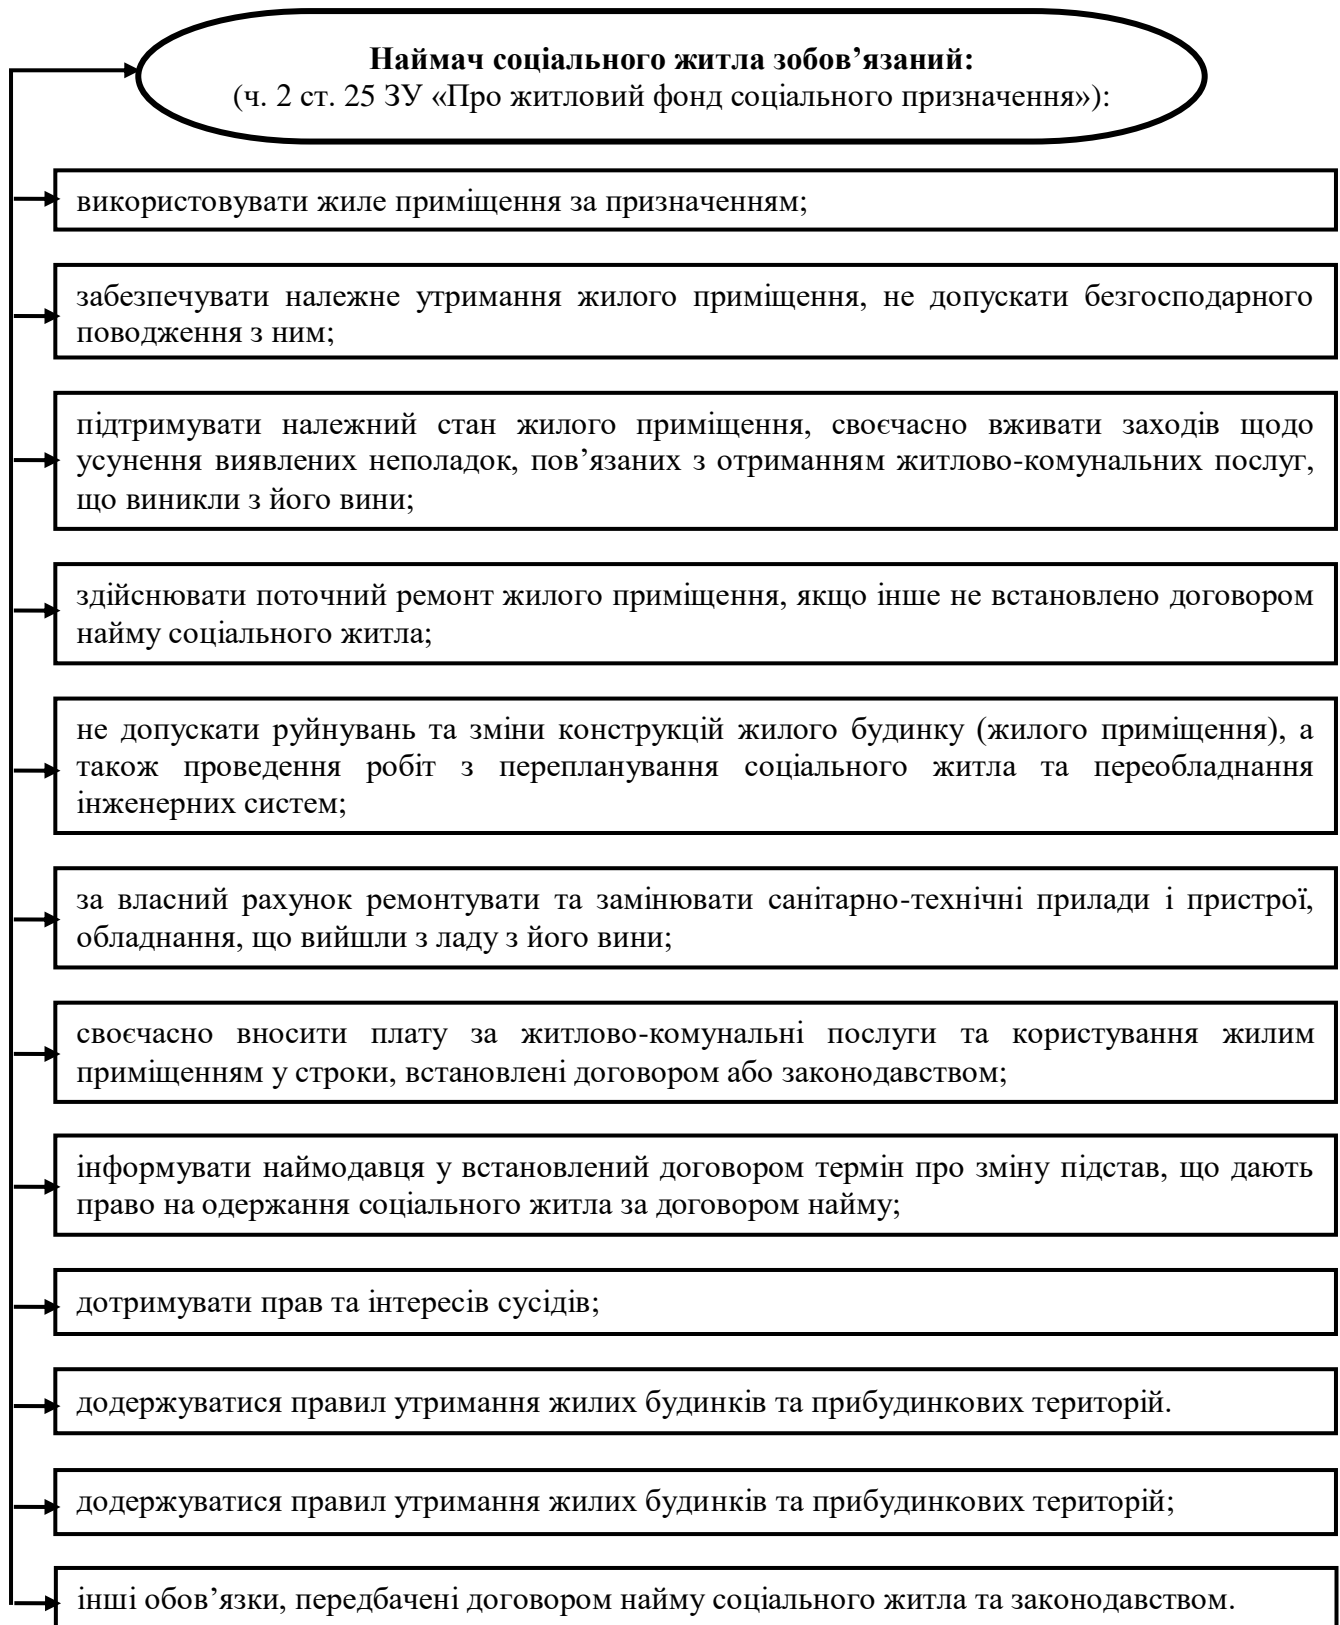 Наймач соціального житла зобов’язаний:
(ч. 2 ст. 25 ЗУ «Про житловий фонд соціального призначення»):
використовувати жиле приміщення за призначенням;
забезпечувати належне утримання жилого приміщення, не допускати безгосподарного
поводження з ним;
підтримувати належний стан жилого приміщення, своєчасно вживати заходів щодо
усунення виявлених неполадок, пов’язаних з отриманням житлово-комунальних послуг,
що виникли з його вини;
здійснювати поточний ремонт жилого приміщення, якщо інше не встановлено договором
найму соціального житла;
не допускати руйнувань та зміни конструкцій жилого будинку (жилого приміщення), а
також проведення робіт з перепланування соціального житла та переобладнання
інженерних систем;
за власний рахунок ремонтувати та замінювати санітарно-технічні прилади і пристрої,
обладнання, що вийшли з ладу з його вини;
своєчасно вносити плату за житлово-комунальні послуги та користування жилим
приміщенням у строки, встановлені договором або законодавством;
інформувати наймодавця у встановлений договором термін про зміну підстав, що дають
право на одержання соціального житла за договором найму;
дотримувати прав та інтересів сусідів;
додержуватися правил утримання жилих будинків та прибудинкових територій.
додержуватися правил утримання жилих будинків та прибудинкових територій;
інші обов’язки, передбачені договором найму соціального житла та законодавством.